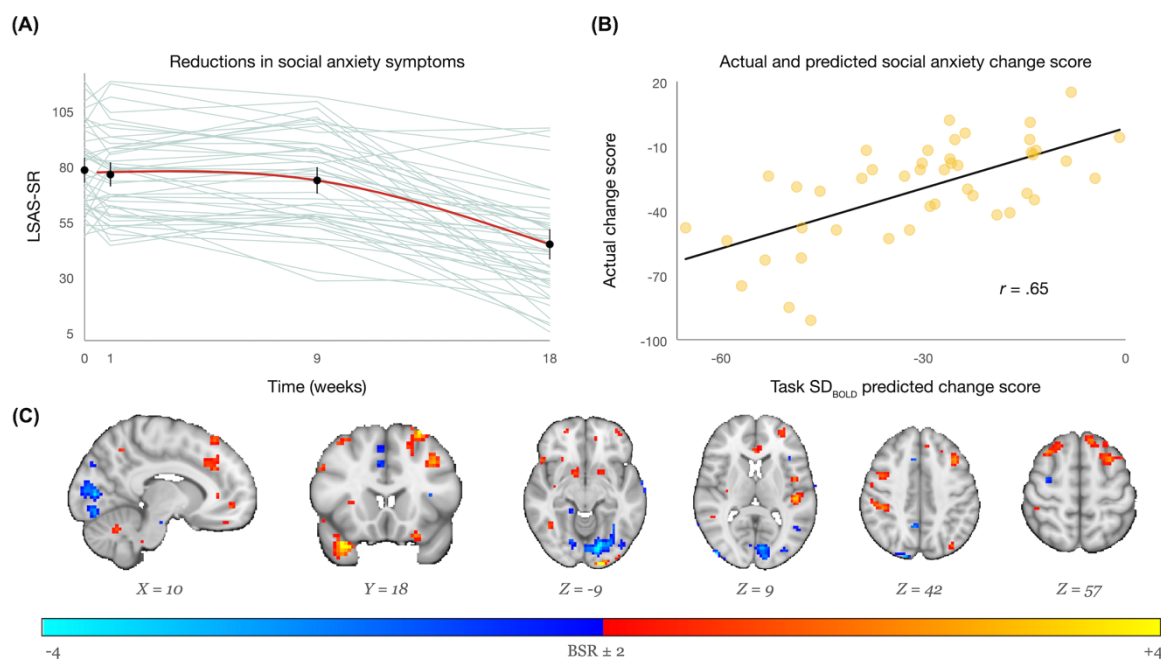 (A)
Reductions in social anxiety symptoms
LSAS-SR
105
80
55
30
5
0 1 9 18
Time (weeks)
(B)
Actual and predicted social anxiety change score
Actual change score
20
-10
-40
-70
-100
r = .65
-60 -30 0
Task SD_BOLD predicted change score
(C)
X = 10 Y = 18 Z = -9 Z = 9 Z = 42 Z = 57
-4 BSR ± 2 +4